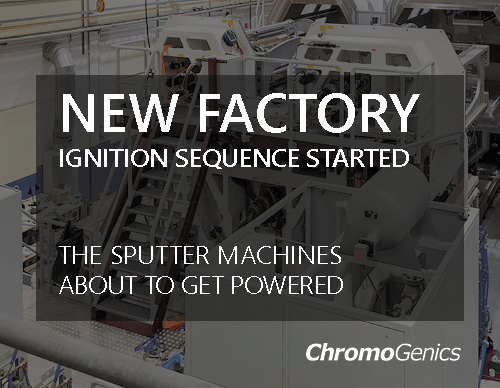 NEW FACTORY
IGNITION SEQUENCE STARTED
THE SPUTTER MACHINES
ABOUT TO GET POWERED
ChromoGenics